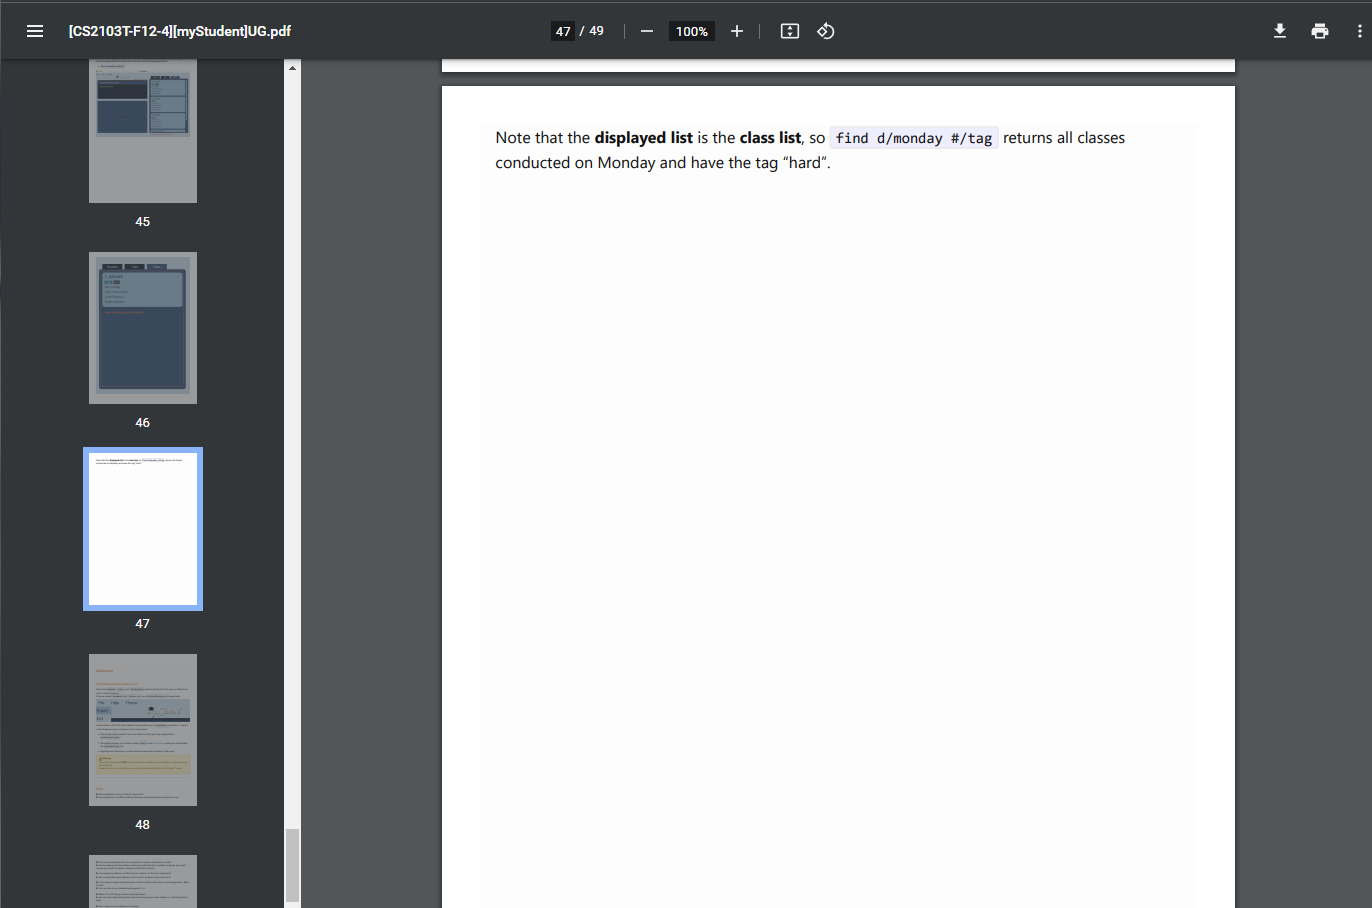 [CS2103T-F12-4][myStudent]UG.pdf
47 / 49
100%
45
46
47
48
Note that the displayed list is the class list, so find d/monday #/tag returns all classes
conducted on Monday and have the tag “hard”.